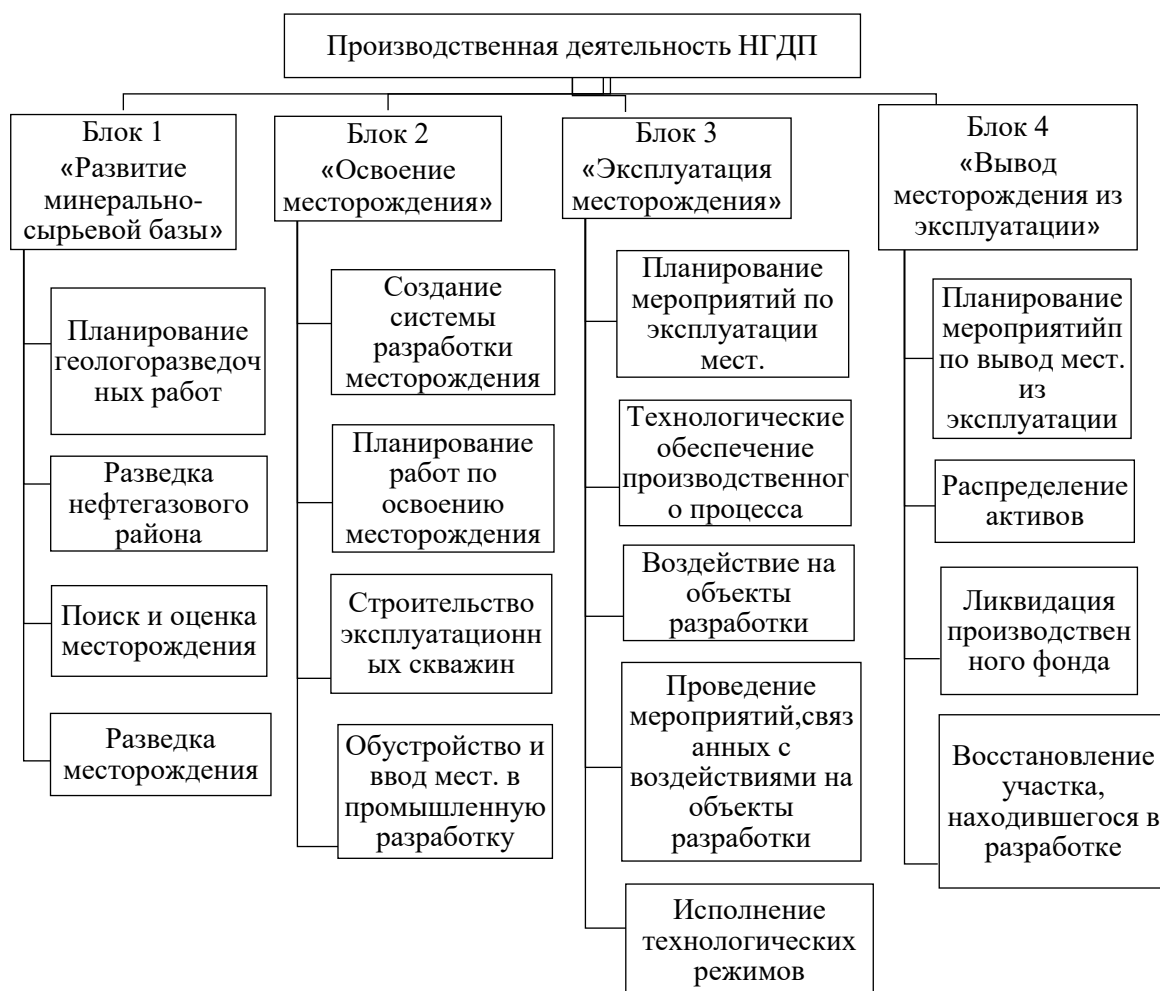 Производственная деятельность НГДП
Блок 1
«Развитие
минерально-
сырьевой базы»
Планирование
геологоразведоч
ных работ
Разведка
нефтегазового
района
Поиск и оценка
месторождения
Разведка
месторождения
Блок 2
«Освоение
месторождения»
Создание
системы
разработки
месторождения
Планирование
работ по
освоению
месторождения
Строительство
эксплуатационн
ых скважин
Обустройство и
ввод мест. в
промышленную
разработку
Блок 3
«Эксплуатация
месторождения»
Планирование
мероприятий по
эксплуатации
мест.
Технологические
обеспечение
производственног
о процесса
Воздействие на
объекты
разработки
Проведение
мероприятий,связ
анных с
воздействиями на
объекты
разработки
Исполнение
технологических
режимов
Блок 4
«Вывод
месторождения из
эксплуатации»
Планирование
мероприятийп
по вывод мест.
из
эксплуатации
Распределение
активов
Ликвидация
производствен
ного фонда
Восстановление
участка,
находившегося в
разработке